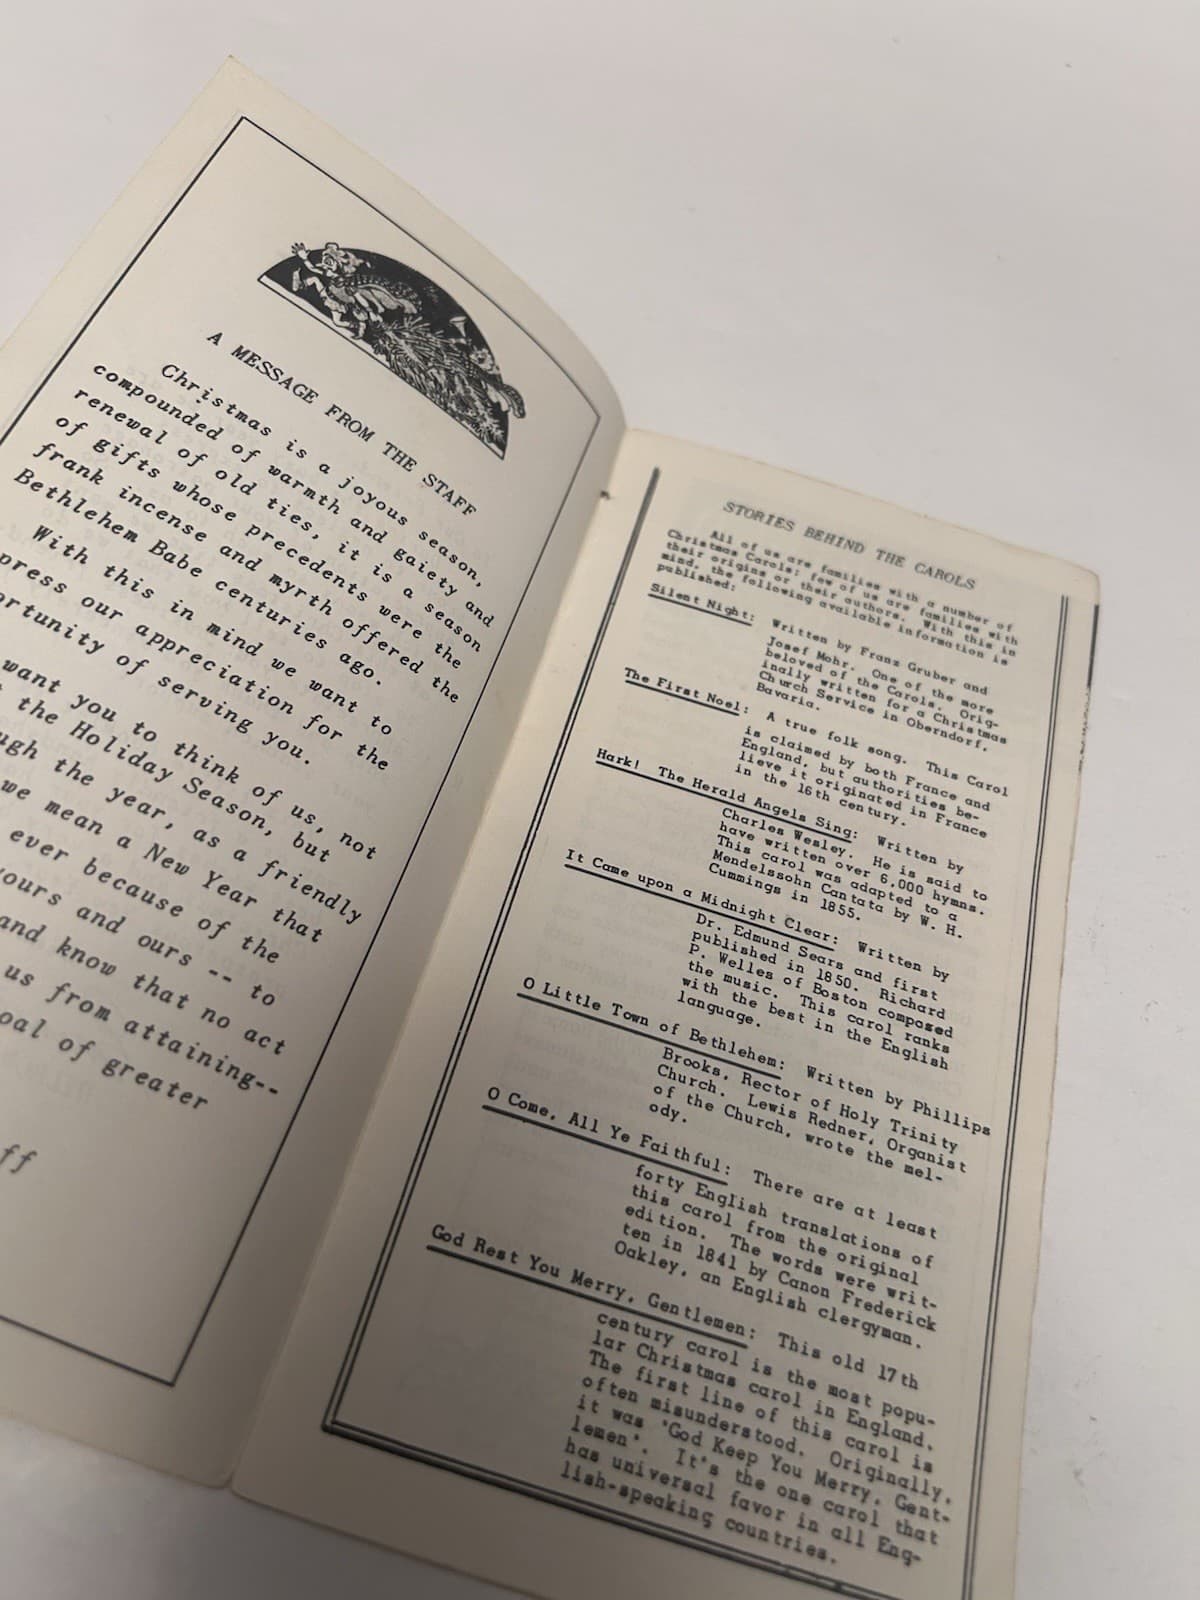 A MESSAGE FROM THE STAFF
Christmas is a joyous season,
compounded of warmth and gaiety and
renewal of old ties, it is a season
of gifts whose precedents were the
frank incense and myrrh offered the
Bethlehem Babe centuries ago.
With this in mind we want to
press our appreciation for the
ortunity of serving you.
want you to think of us, not
t the Holiday Season, but
ugh the year, as a friendly
we mean a New Year that
ever because of the
yours and ours -- to
and know that no act
us from attaining--
oal of greater
ff
STORIES BEHIND THE CAROLS
All of us are families with a number of
Christmas Carols; few of us are families with
their origins or their authors. With this in
mind, the following available information is
published:
Silent Night: Written by Franz Gruber and
Josef Mohr. One of the more
beloved of the Carols. Orig-
inally written for a Christmas
Church Service in Oberndorf,
Bavaria.
The First Noel: A true folk song. This Carol
is claimed by both France and
England, but authorities be-
lieve it originated in France
in the 16th century.
Hark! The Herald Angels Sing: Written by
Charles Wesley. He is said to
have written over 6,000 hymns.
This carol was adapted to a
Mendelssohn Cantata by W. H.
Cummings in 1855.
It Came upon a Midnight Clear: Written by
Dr. Edmund Sears and first
published in 1850. Richard
P. Welles of Boston composed
the music. This carol ranks
with the best in the English
language.
O Little Town of Bethlehem: Written by Phillips
Brooks, Rector of Holy Trinity
Church. Lewis Redner, Organist
of the Church, wrote the mel-
ody.
O Come, All Ye Faithful: There are at least
forty English translations of
this carol from the original
edition. The words were writ-
ten in 1841 by Canon Frederick
Oakley, an English clergyman.
God Rest You Merry, Gentlemen: This old 17th
century carol is the most popu-
lar Christmas carol in England.
The first line of this carol is
often misunderstood. Originally,
it was 'God Keep You Merry, Gent-
lemen'. It's the one carol that
has universal favor in all Eng-
lish-speaking countries.